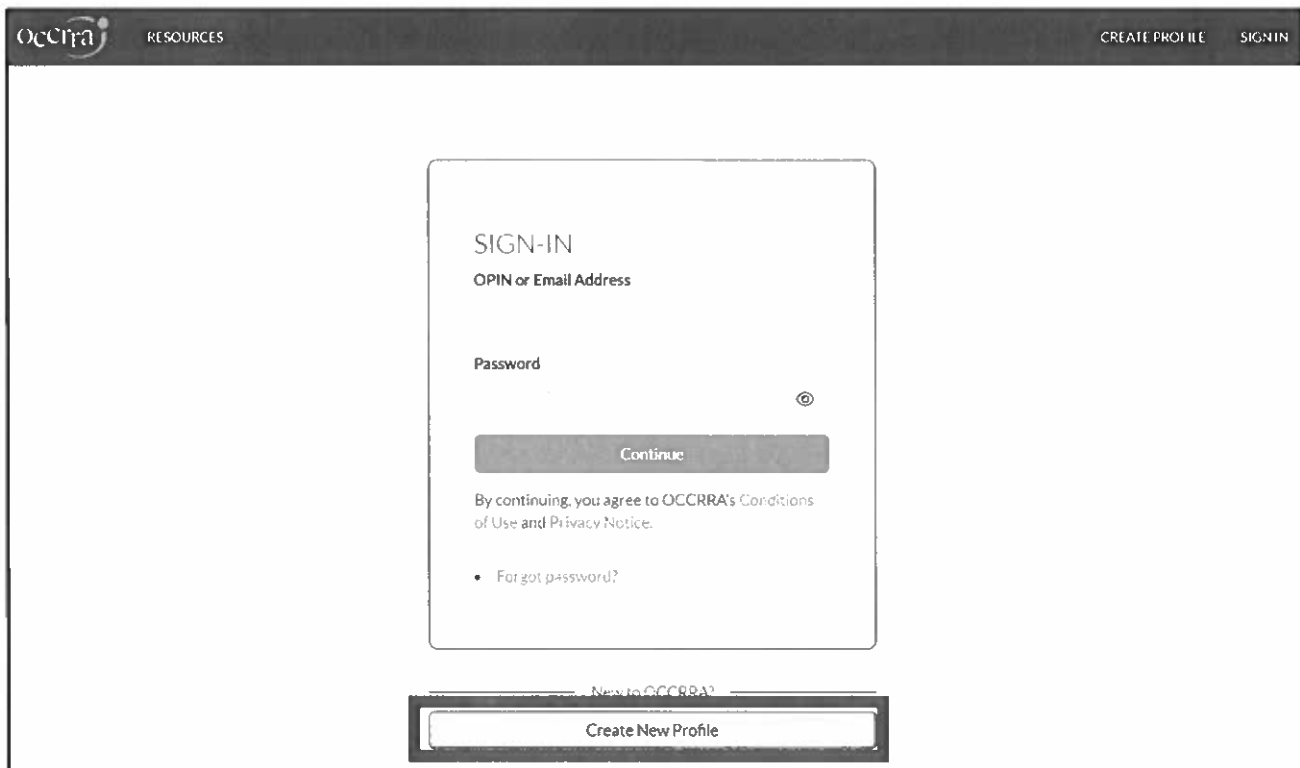 occrra
RESOURCES
CREATE PROFILE
SIGN IN
SIGN-IN
OPIN or Email Address
Password
Continue
By continuing, you agree to OCCRRA's Conditions
of Use and Privacy Notice.
• Forgot password?
New to OCCRRA?
Create New Profile